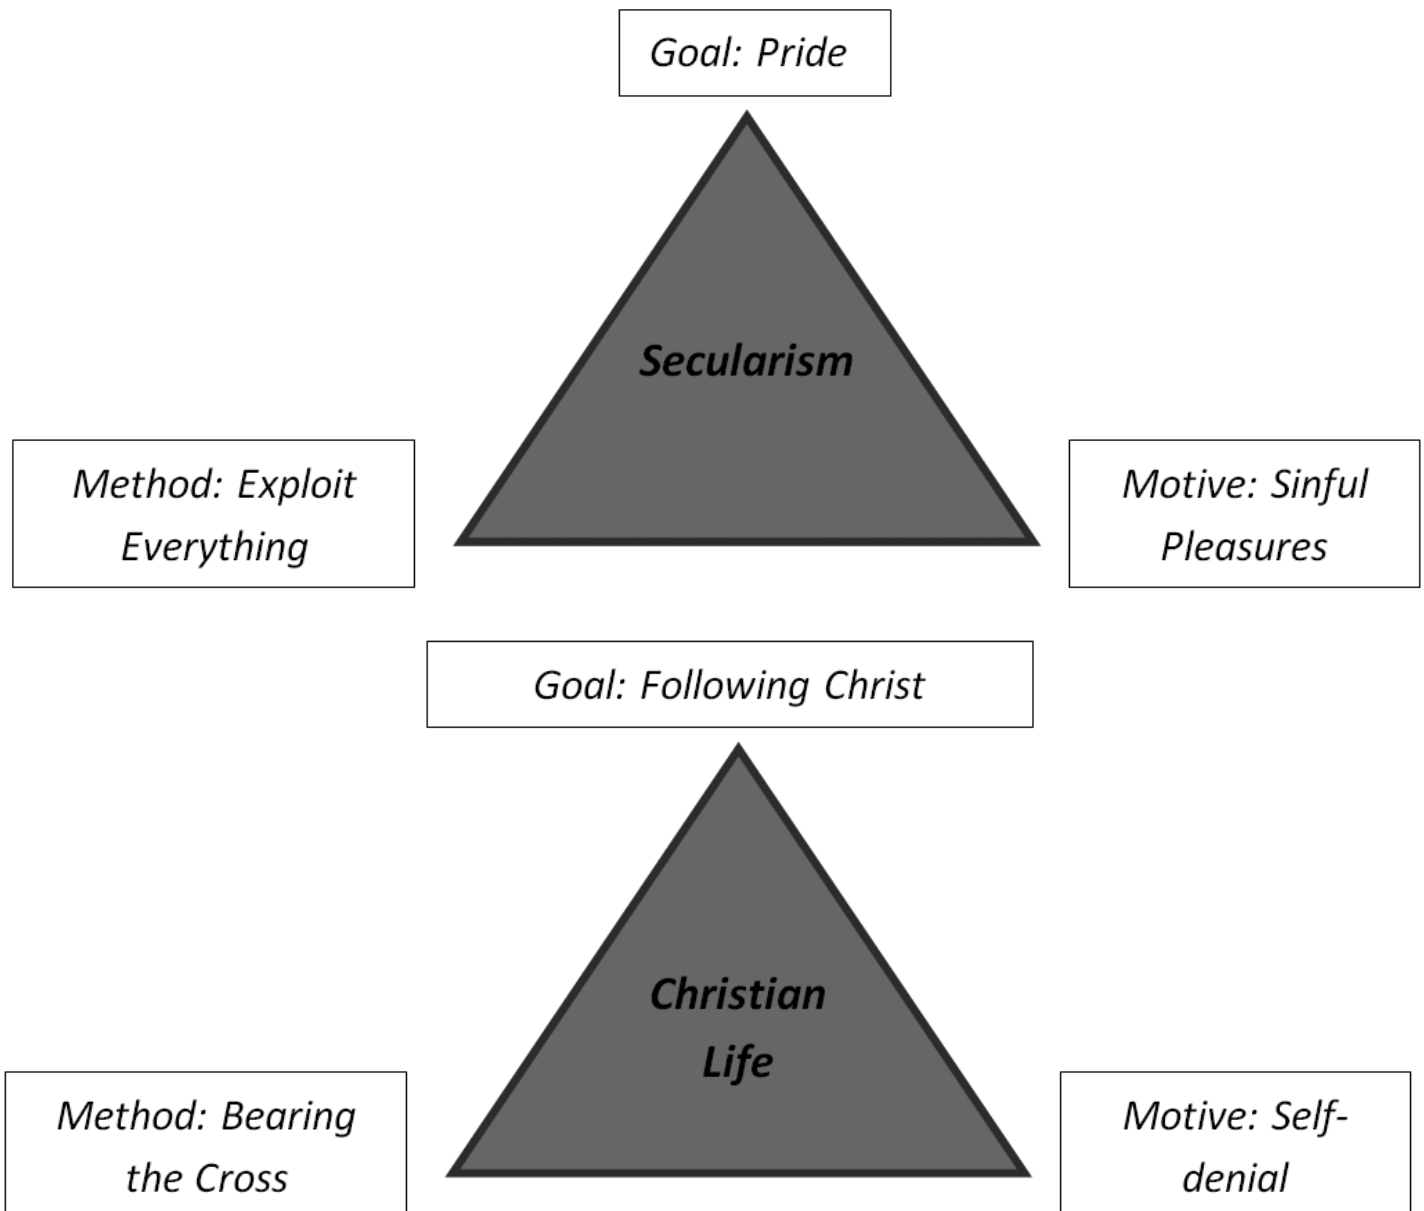 Goal: Pride
Secularism
Method: Exploit
Everything
Motive: Sinful
Pleasures
Goal: Following Christ
Christian
Life
Method: Bearing
the Cross
Motive: Self-
denial